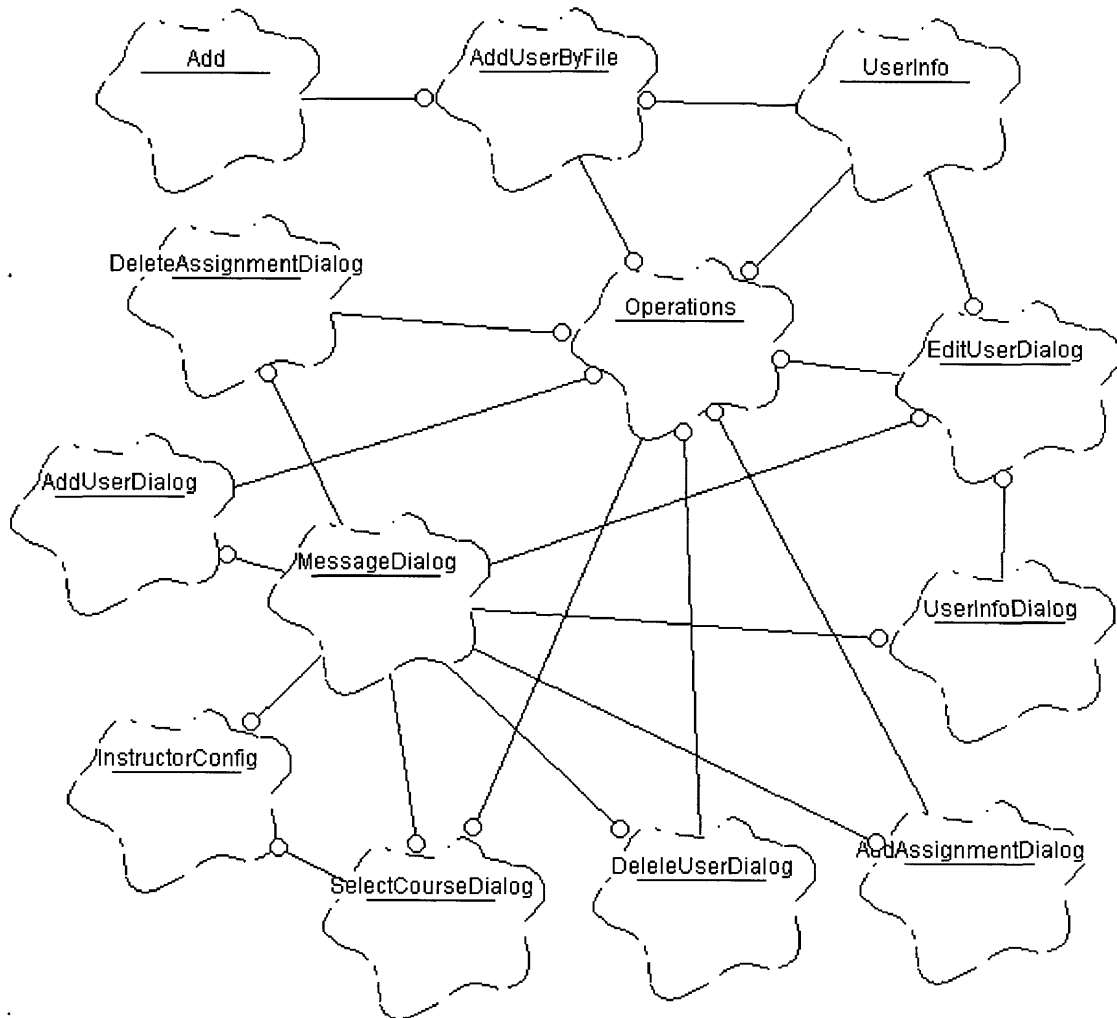 Add
AddUserByFile
UserInfo
DeleteAssignmentDialog
Operations
EditUserDialog
AddUserDialog
MessageDialog
UserInfoDialog
InstructorConfig
SelectCourseDialog
DeleleUserDialog
AddAssignmentDialog